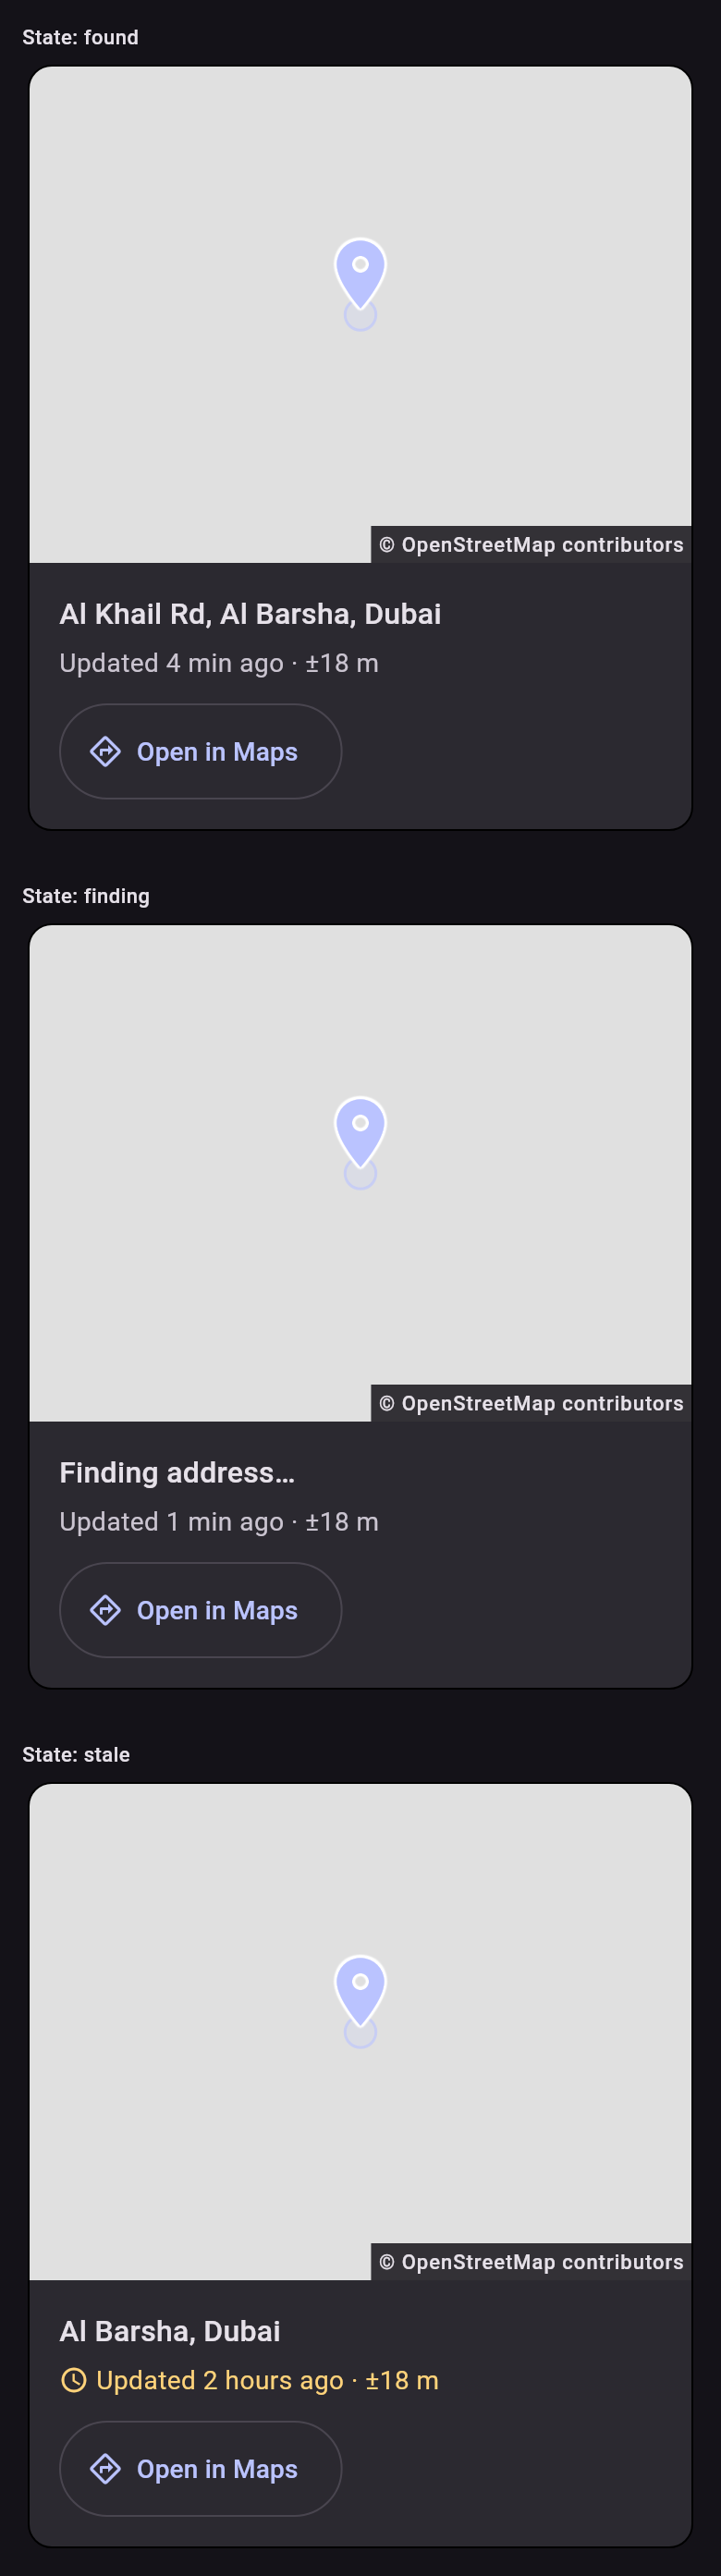 State: found
© OpenStreetMap contributors
Al Khail Rd, Al Barsha, Dubai
Updated 4 min ago · ±18 m
Open in Maps
State: finding
© OpenStreetMap contributors
Finding address…
Updated 1 min ago · ±18 m
Open in Maps
State: stale
© OpenStreetMap contributors
Al Barsha, Dubai
Updated 2 hours ago · ±18 m
Open in Maps